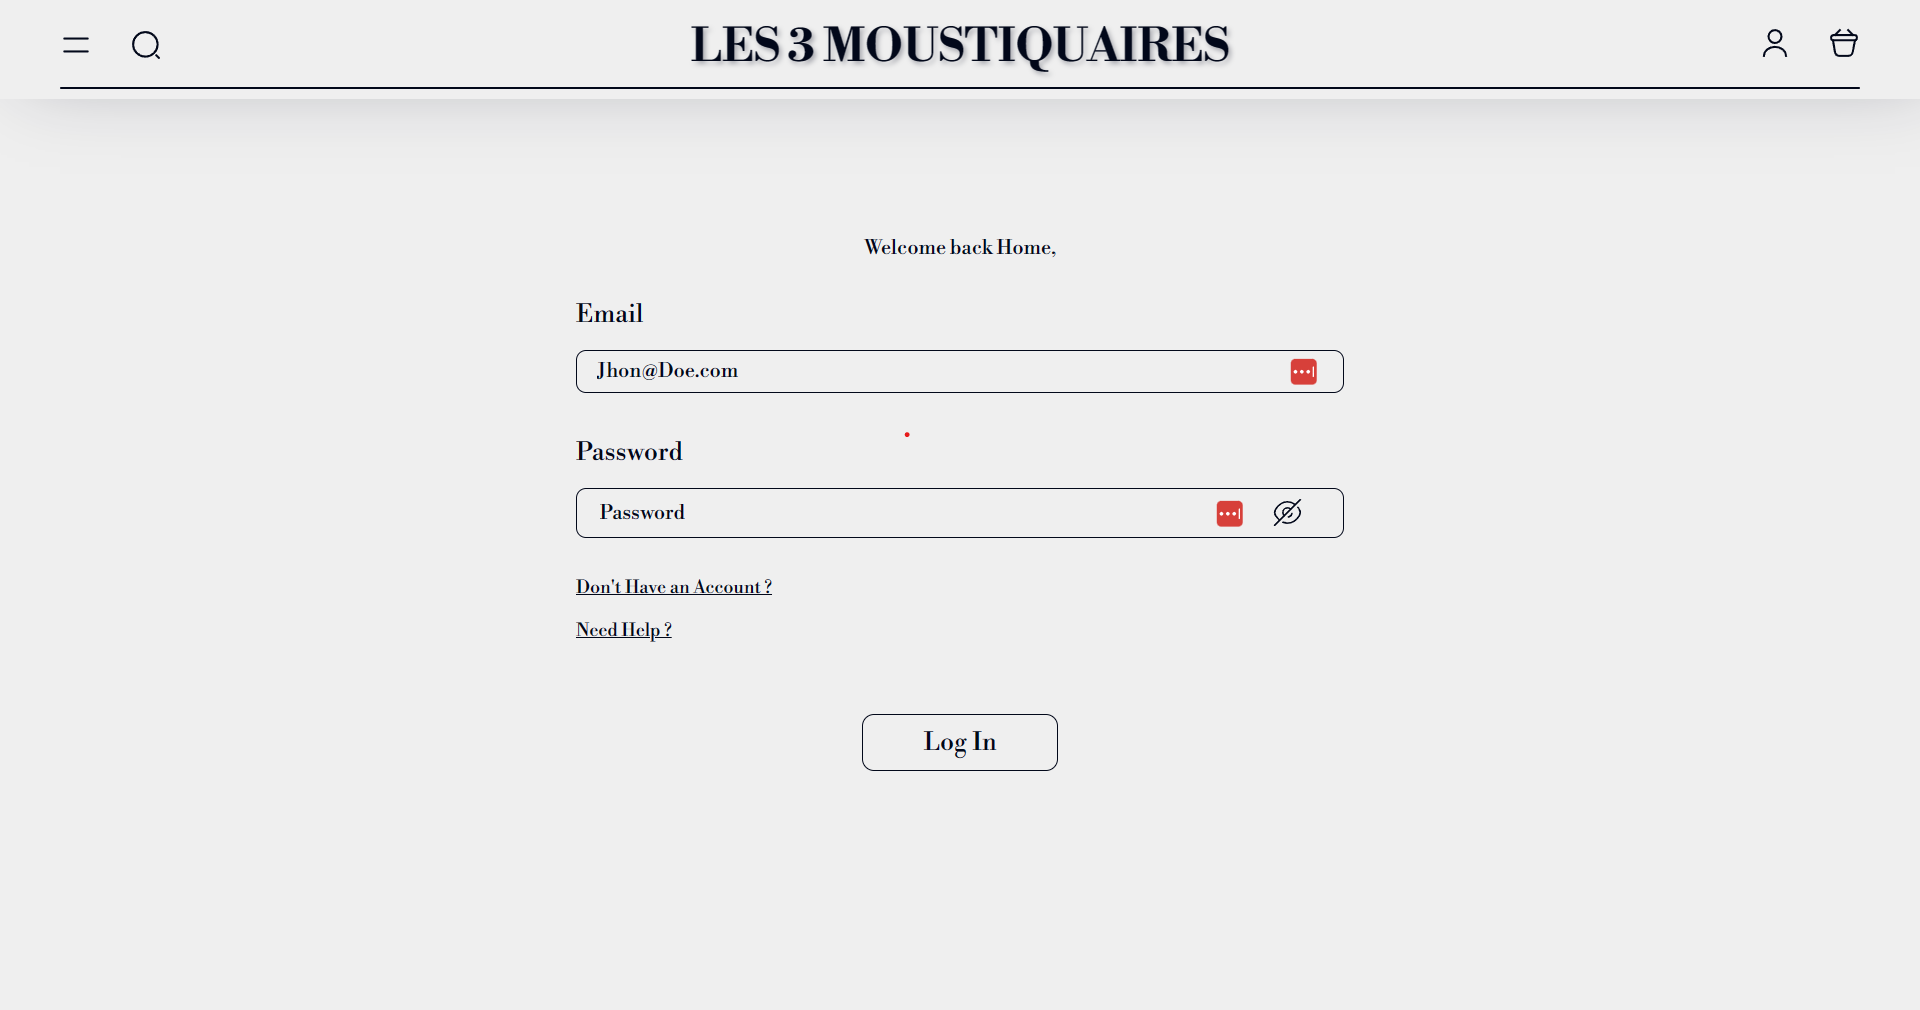 LES 3 MOUSTIQUAIRES
Welcome back Home,
Email
Jhon@Doe.com
Password
Password
Don't Have an Account ?
Need Help ?
Log In